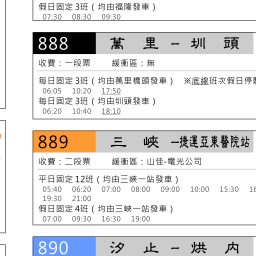 假日固定3班（均由福隆發車）
07:30 08:30 09:30
888 萬里－圳頭
收費：一段票 緩衝區：無
每日固定3班（均由萬里橋頭發車） ※底線班次假日停駛
06:05 10:20 17:50
每日固定3班（均由圳頭發車）
06:20 10:40 18:10
889 三峽－捷運亞東醫院站
收費：二段票 緩衝區：山佳-電光公司
平日固定12班（均由三峽一站發車）
05:40 06:20 07:00 08:00 09:00 10:00 15:30
19:30 21:00
假日固定4班（均由三峽一站發車）
07:00 09:30 16:30 19:00
890 汐止－烘內